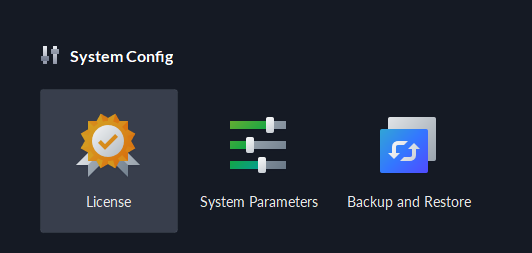 System Config
License
System Parameters
Backup and Restore